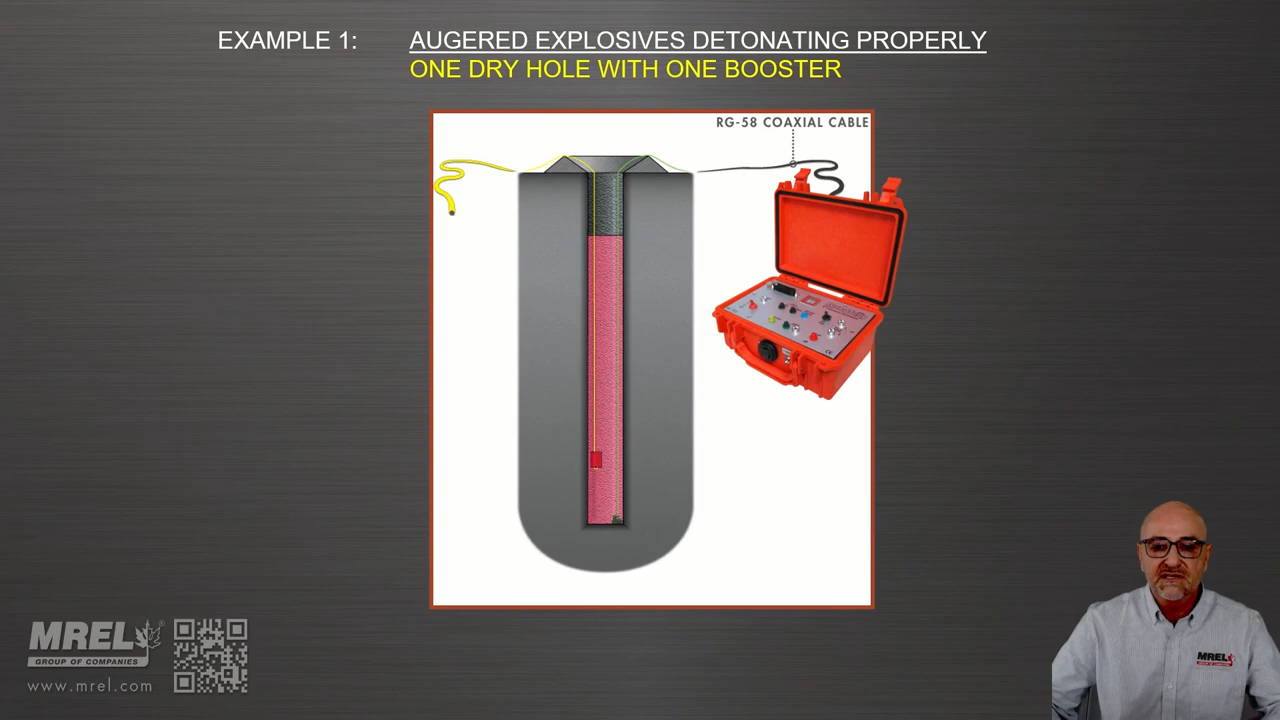 EXAMPLE 1: AUGERED EXPLOSIVES DETONATING PROPERLY
ONE DRY HOLE WITH ONE BOOSTER
RG-58 COAXIAL CABLE
MREL®
GROUP OF COMPANIES
www.mrel.com
MREL